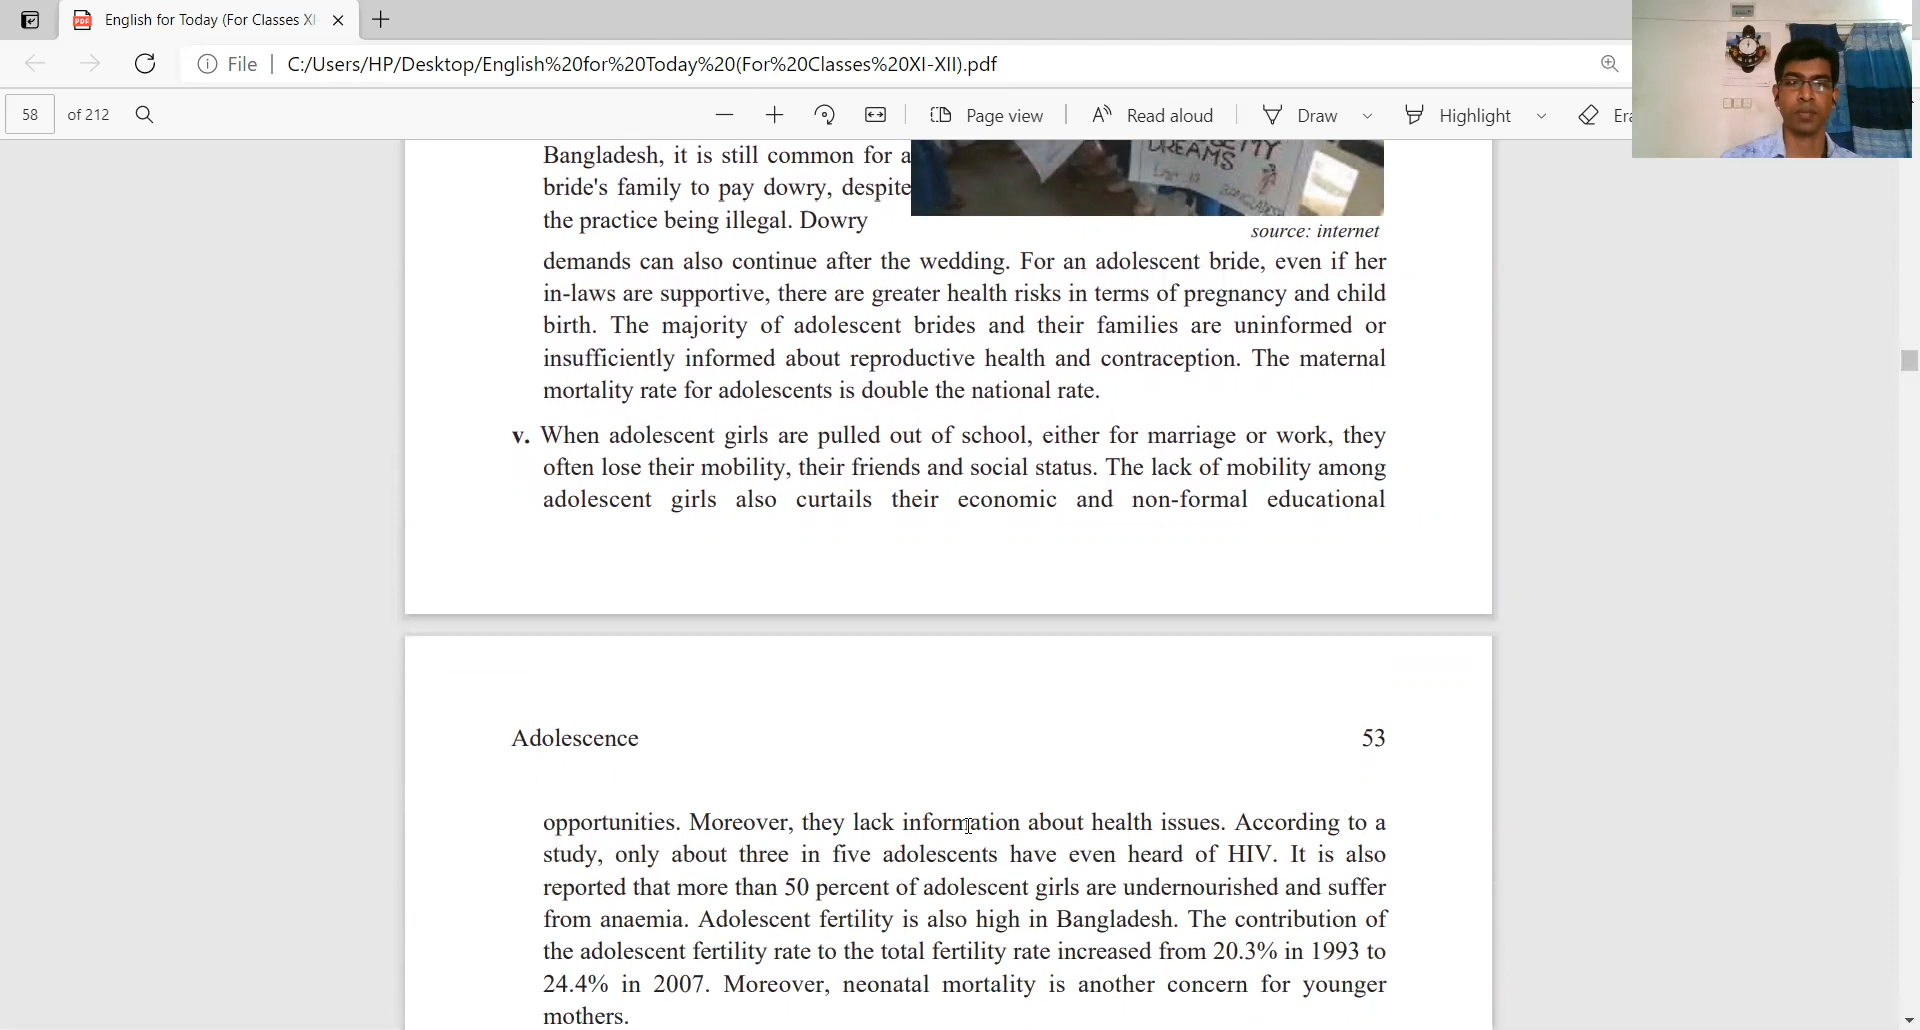 English for Today (For Classes XI-
File
C:/Users/HP/Desktop/English%20for%20Today%20(For%20Classes%20XI-XII).pdf
58 of 212
Page view
Read aloud
Draw
Highlight
Era
Bangladesh, it is still common for a
bride's family to pay dowry, despite
the practice being illegal. Dowry
MY
DREAMS
BANGLADESH
source: internet
demands can also continue after the wedding. For an adolescent bride, even if her
in-laws are supportive, there are greater health risks in terms of pregnancy and child
birth. The majority of adolescent brides and their families are uninformed or
insufficiently informed about reproductive health and contraception. The maternal
mortality rate for adolescents is double the national rate.
v. When adolescent girls are pulled out of school, either for marriage or work, they
often lose their mobility, their friends and social status. The lack of mobility among
adolescent girls also curtails their economic and non-formal educational
Adolescence 53
opportunities. Moreover, they lack information about health issues. According to a
study, only about three in five adolescents have even heard of HIV. It is also
reported that more than 50 percent of adolescent girls are undernourished and suffer
from anaemia. Adolescent fertility is also high in Bangladesh. The contribution of
the adolescent fertility rate to the total fertility rate increased from 20.3% in 1993 to
24.4% in 2007. Moreover, neonatal mortality is another concern for younger
mothers.